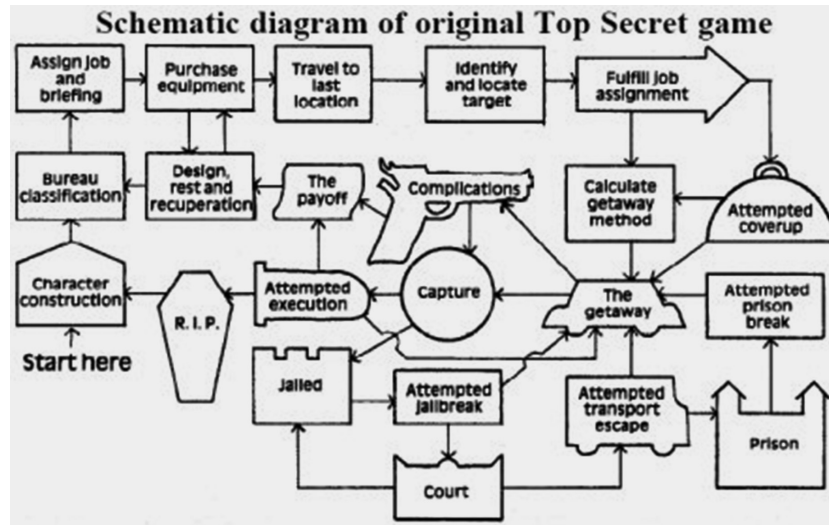 Schematic diagram of original Top Secret game
Assign job
and
briefing
Purchase
equipment
Travel to
last
location
Identify
and locate
target
Fulfill job
assignment
Bureau
classification
Design,
rest and
recuperation
The
payoff
Complications
Calculate
getaway
method
Attempted
coverup
Character
construction
R.I.P.
Attempted
execution
Capture
The
getaway
Attempted
prison
break
Start here
Jailed
Attempted
jailbreak
Attempted
transport
escape
Prison
Court